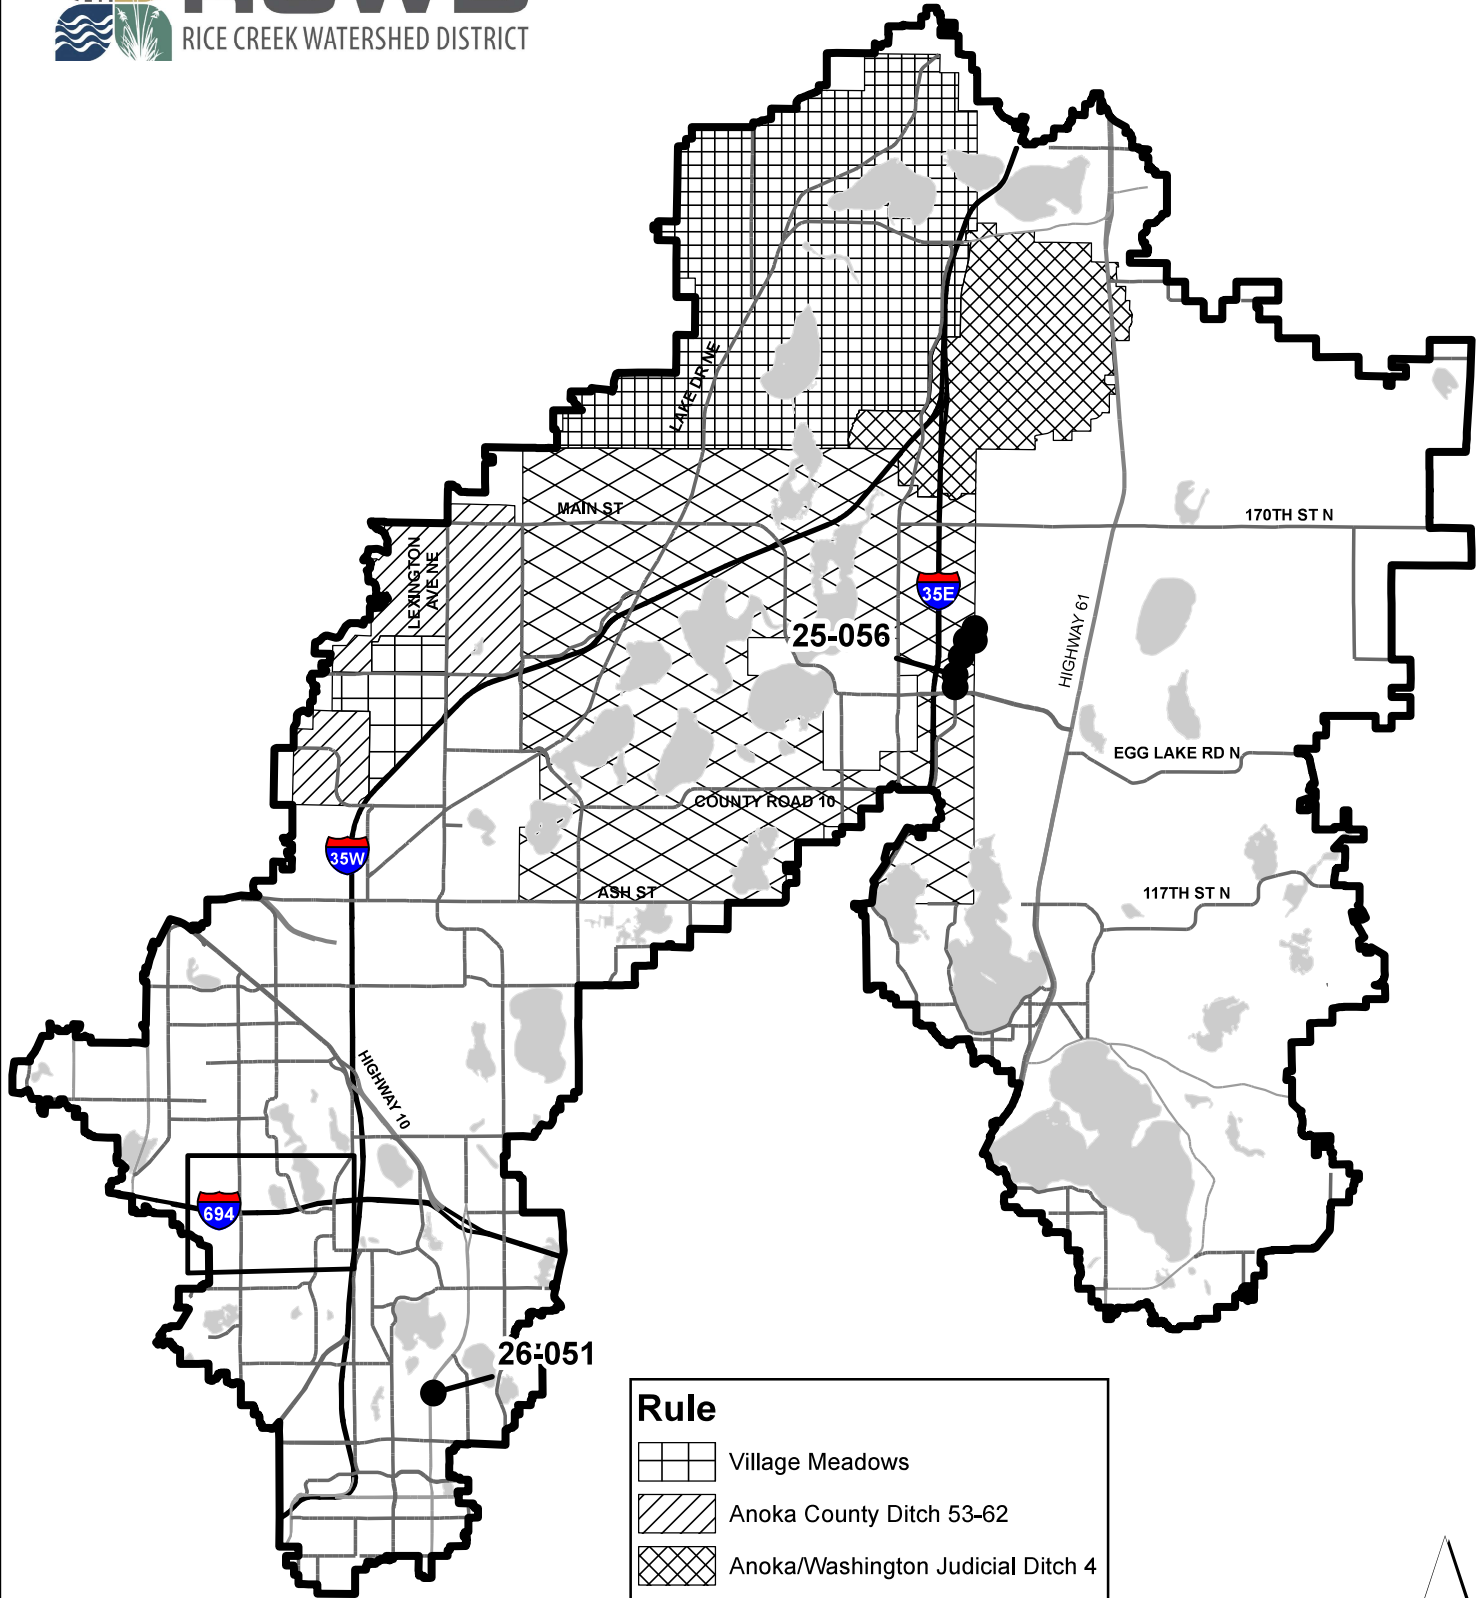 RICE CREEK WATERSHED DISTRICT
LAKE DR NE
MAIN ST
170TH ST N
LEXINGTON
AVE NE
35E
25-056
HIGHWAY 61
EGG LAKE RD N
COUNTY ROAD 10
35W
ASH ST
117TH ST N
HIGHWAY 10
694
26-051
Rule
Village Meadows
Anoka County Ditch 53-62
Anoka/Washington Judicial Ditch 4